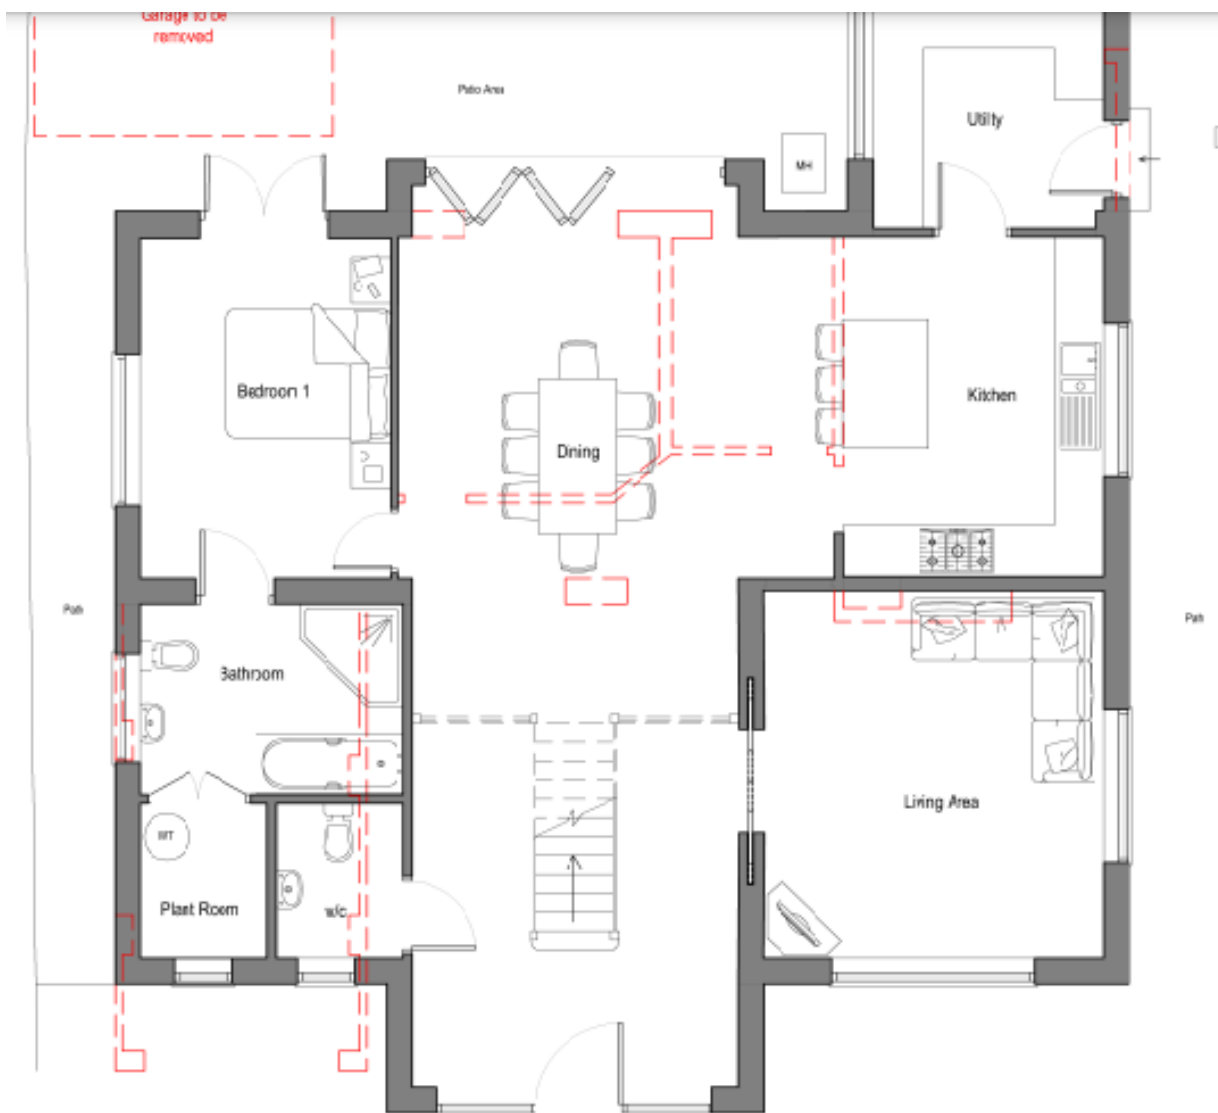 Garage to be
removed
Patio Area
Utility
MH
Bedroom 1
Kitchen
Dining
Path
Path
Bathroom
Living Area
WT
Plant Room
w/c